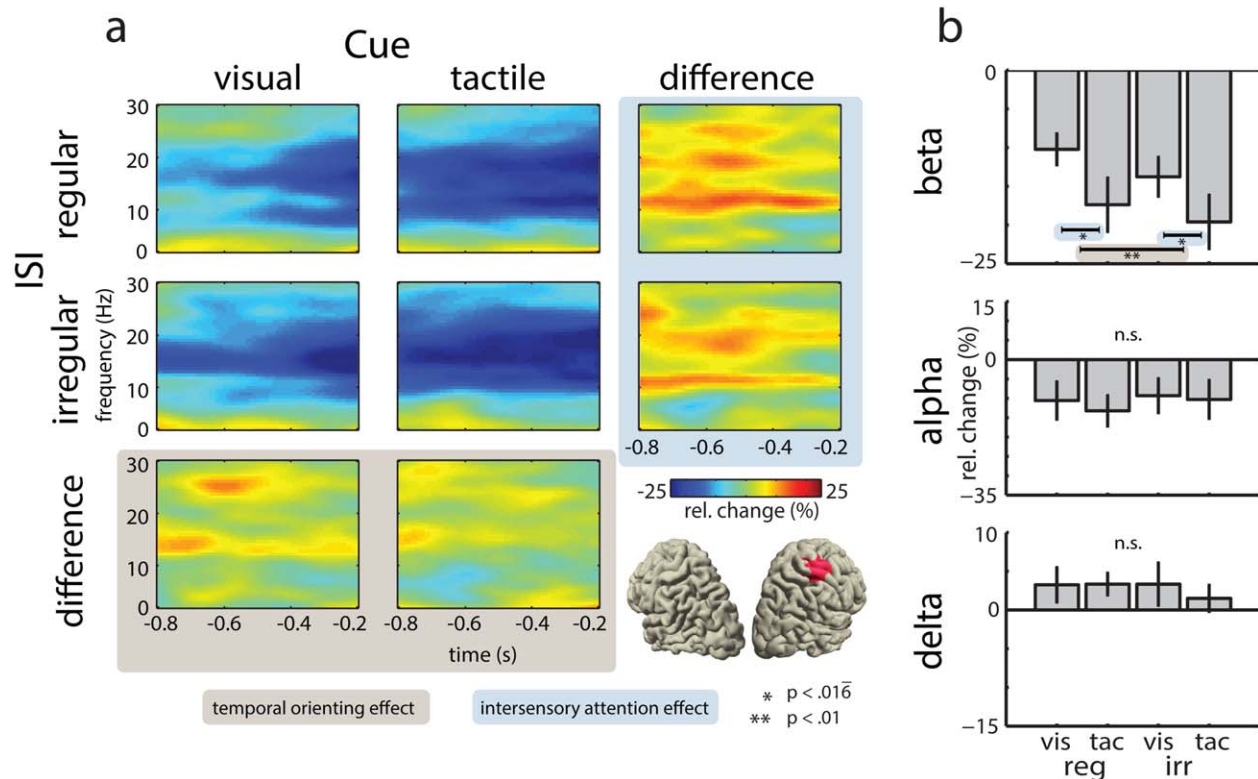 a
Cue
visual tactile difference
ISI
regular
30
20
10
0
irregular
frequency (Hz)
30
20
10
0
-0.8 -0.6 -0.4 -0.2
difference
30
20
10
0
-0.8 -0.6 -0.4 -0.2
-0.8 -0.6 -0.4 -0.2
time (s)
-25 25
rel. change (%)
temporal orienting effect
intersensory attention effect
* p < .016̅
** p < .01
b
beta
0
−25
* *
**
alpha
rel. change (%)
15
0
−35
n.s.
delta
10
0
−15
n.s.
vis tac vis tac
reg irr